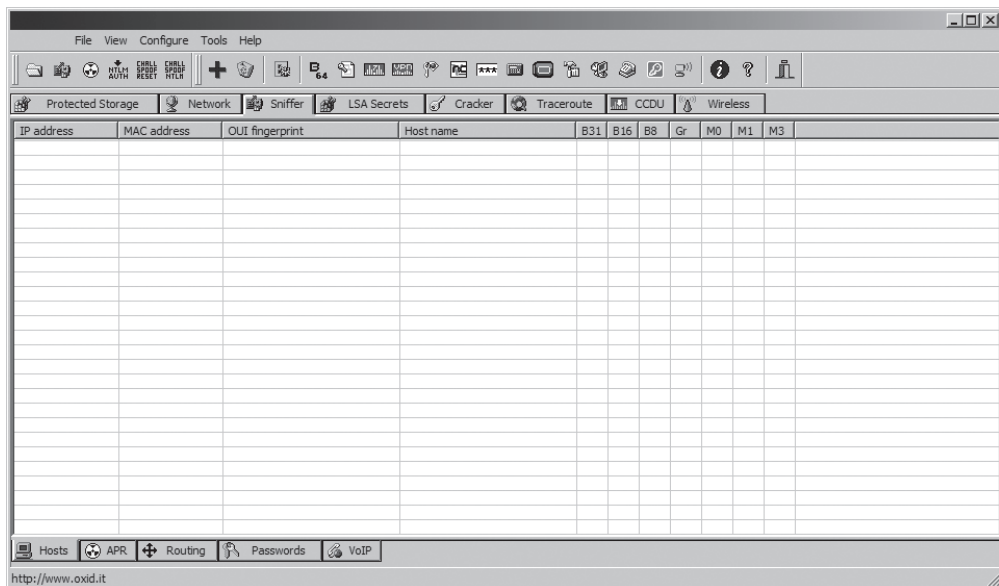 File View Configure Tools Help
NTLM AUTH CHALL SPOOF RESET CHALL SPOOF NTLM B 64
Protected Storage Network Sniffer LSA Secrets Cracker Traceroute CCDU Wireless
IP address MAC address OUI fingerprint Host name B31 B16 B8 Gr M0 M1 M3
Hosts APR Routing Passwords VoIP
http://www.oxid.it